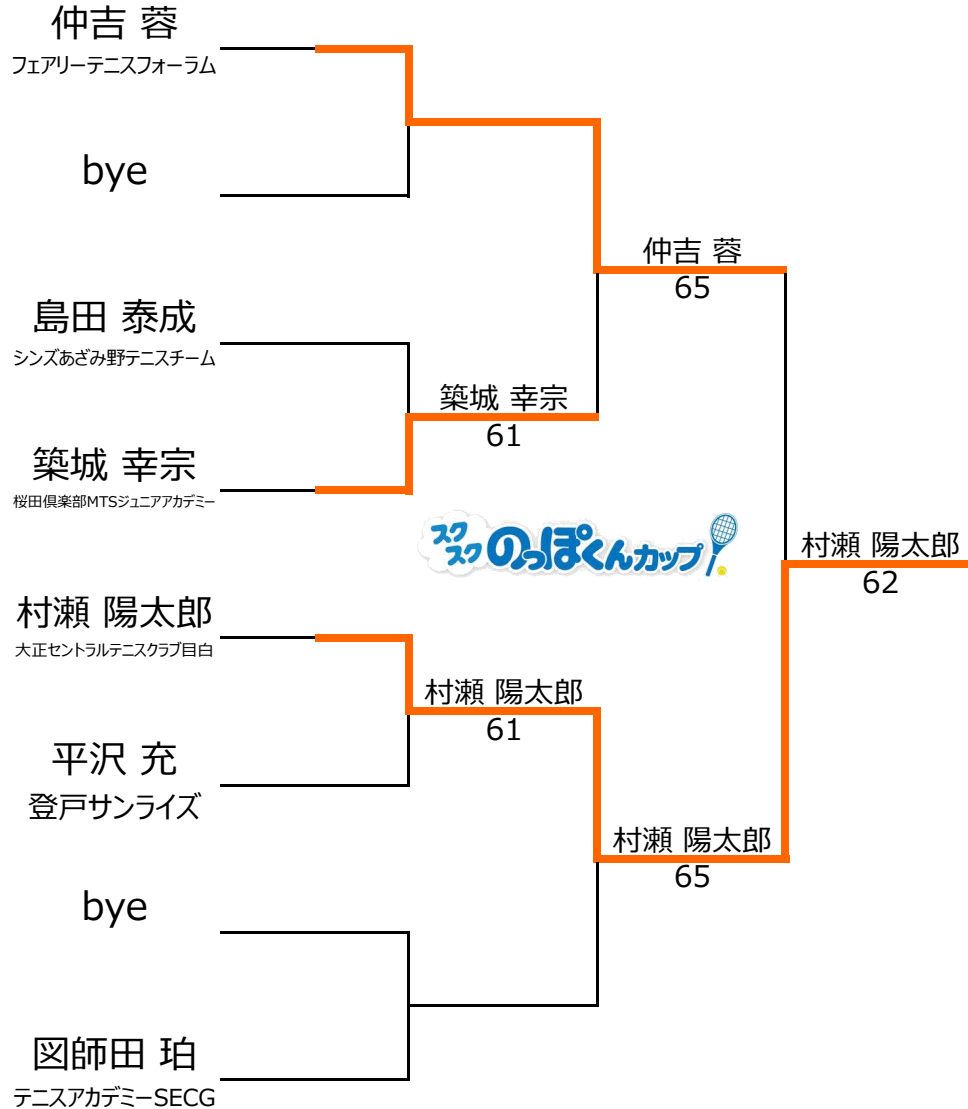 仲吉 蓉
フェアリーテニスフォーラム
bye
仲吉 蓉
65
島田 泰成
シンズあざみ野テニスチーム
築城 幸宗
61
築城 幸宗
桜田倶楽部MTSジュニアアカデミー
スクスクのっぽくんカップ
村瀬 陽太郎
62
村瀬 陽太郎
大正セントラルテニスクラブ目白
村瀬 陽太郎
61
平沢 充
登戸サンライズ
村瀬 陽太郎
65
bye
図師田 珀
テニスアカデミーSECG